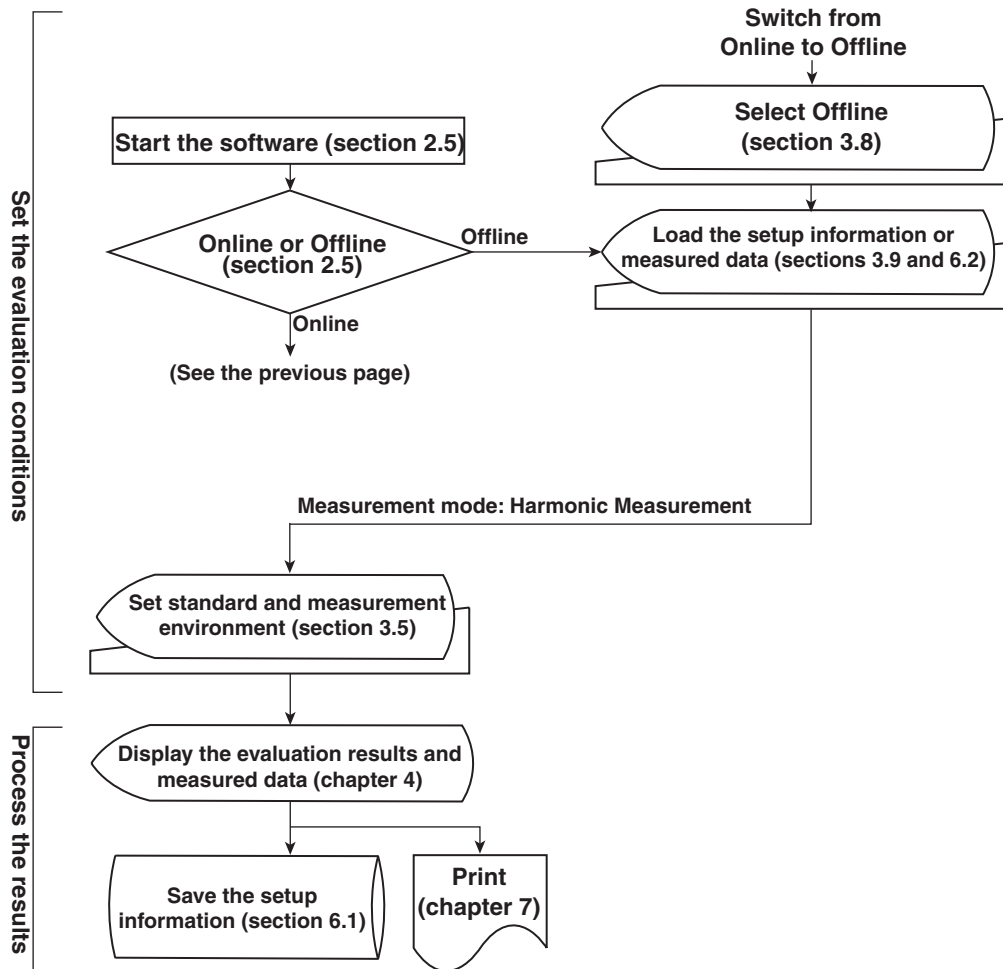 Switch from
Online to Offline
Select Offline
(section 3.8)
Start the software (section 2.5)
Online or Offline
(section 2.5)
Offline
Load the setup information or
measured data (sections 3.9 and 6.2)
Online
(See the previous page)
Set the evaluation conditions
Measurement mode: Harmonic Measurement
Set standard and measurement
environment (section 3.5)
Process the results
Display the evaluation results and
measured data (chapter 4)
Save the setup
information (section 6.1)
Print
(chapter 7)